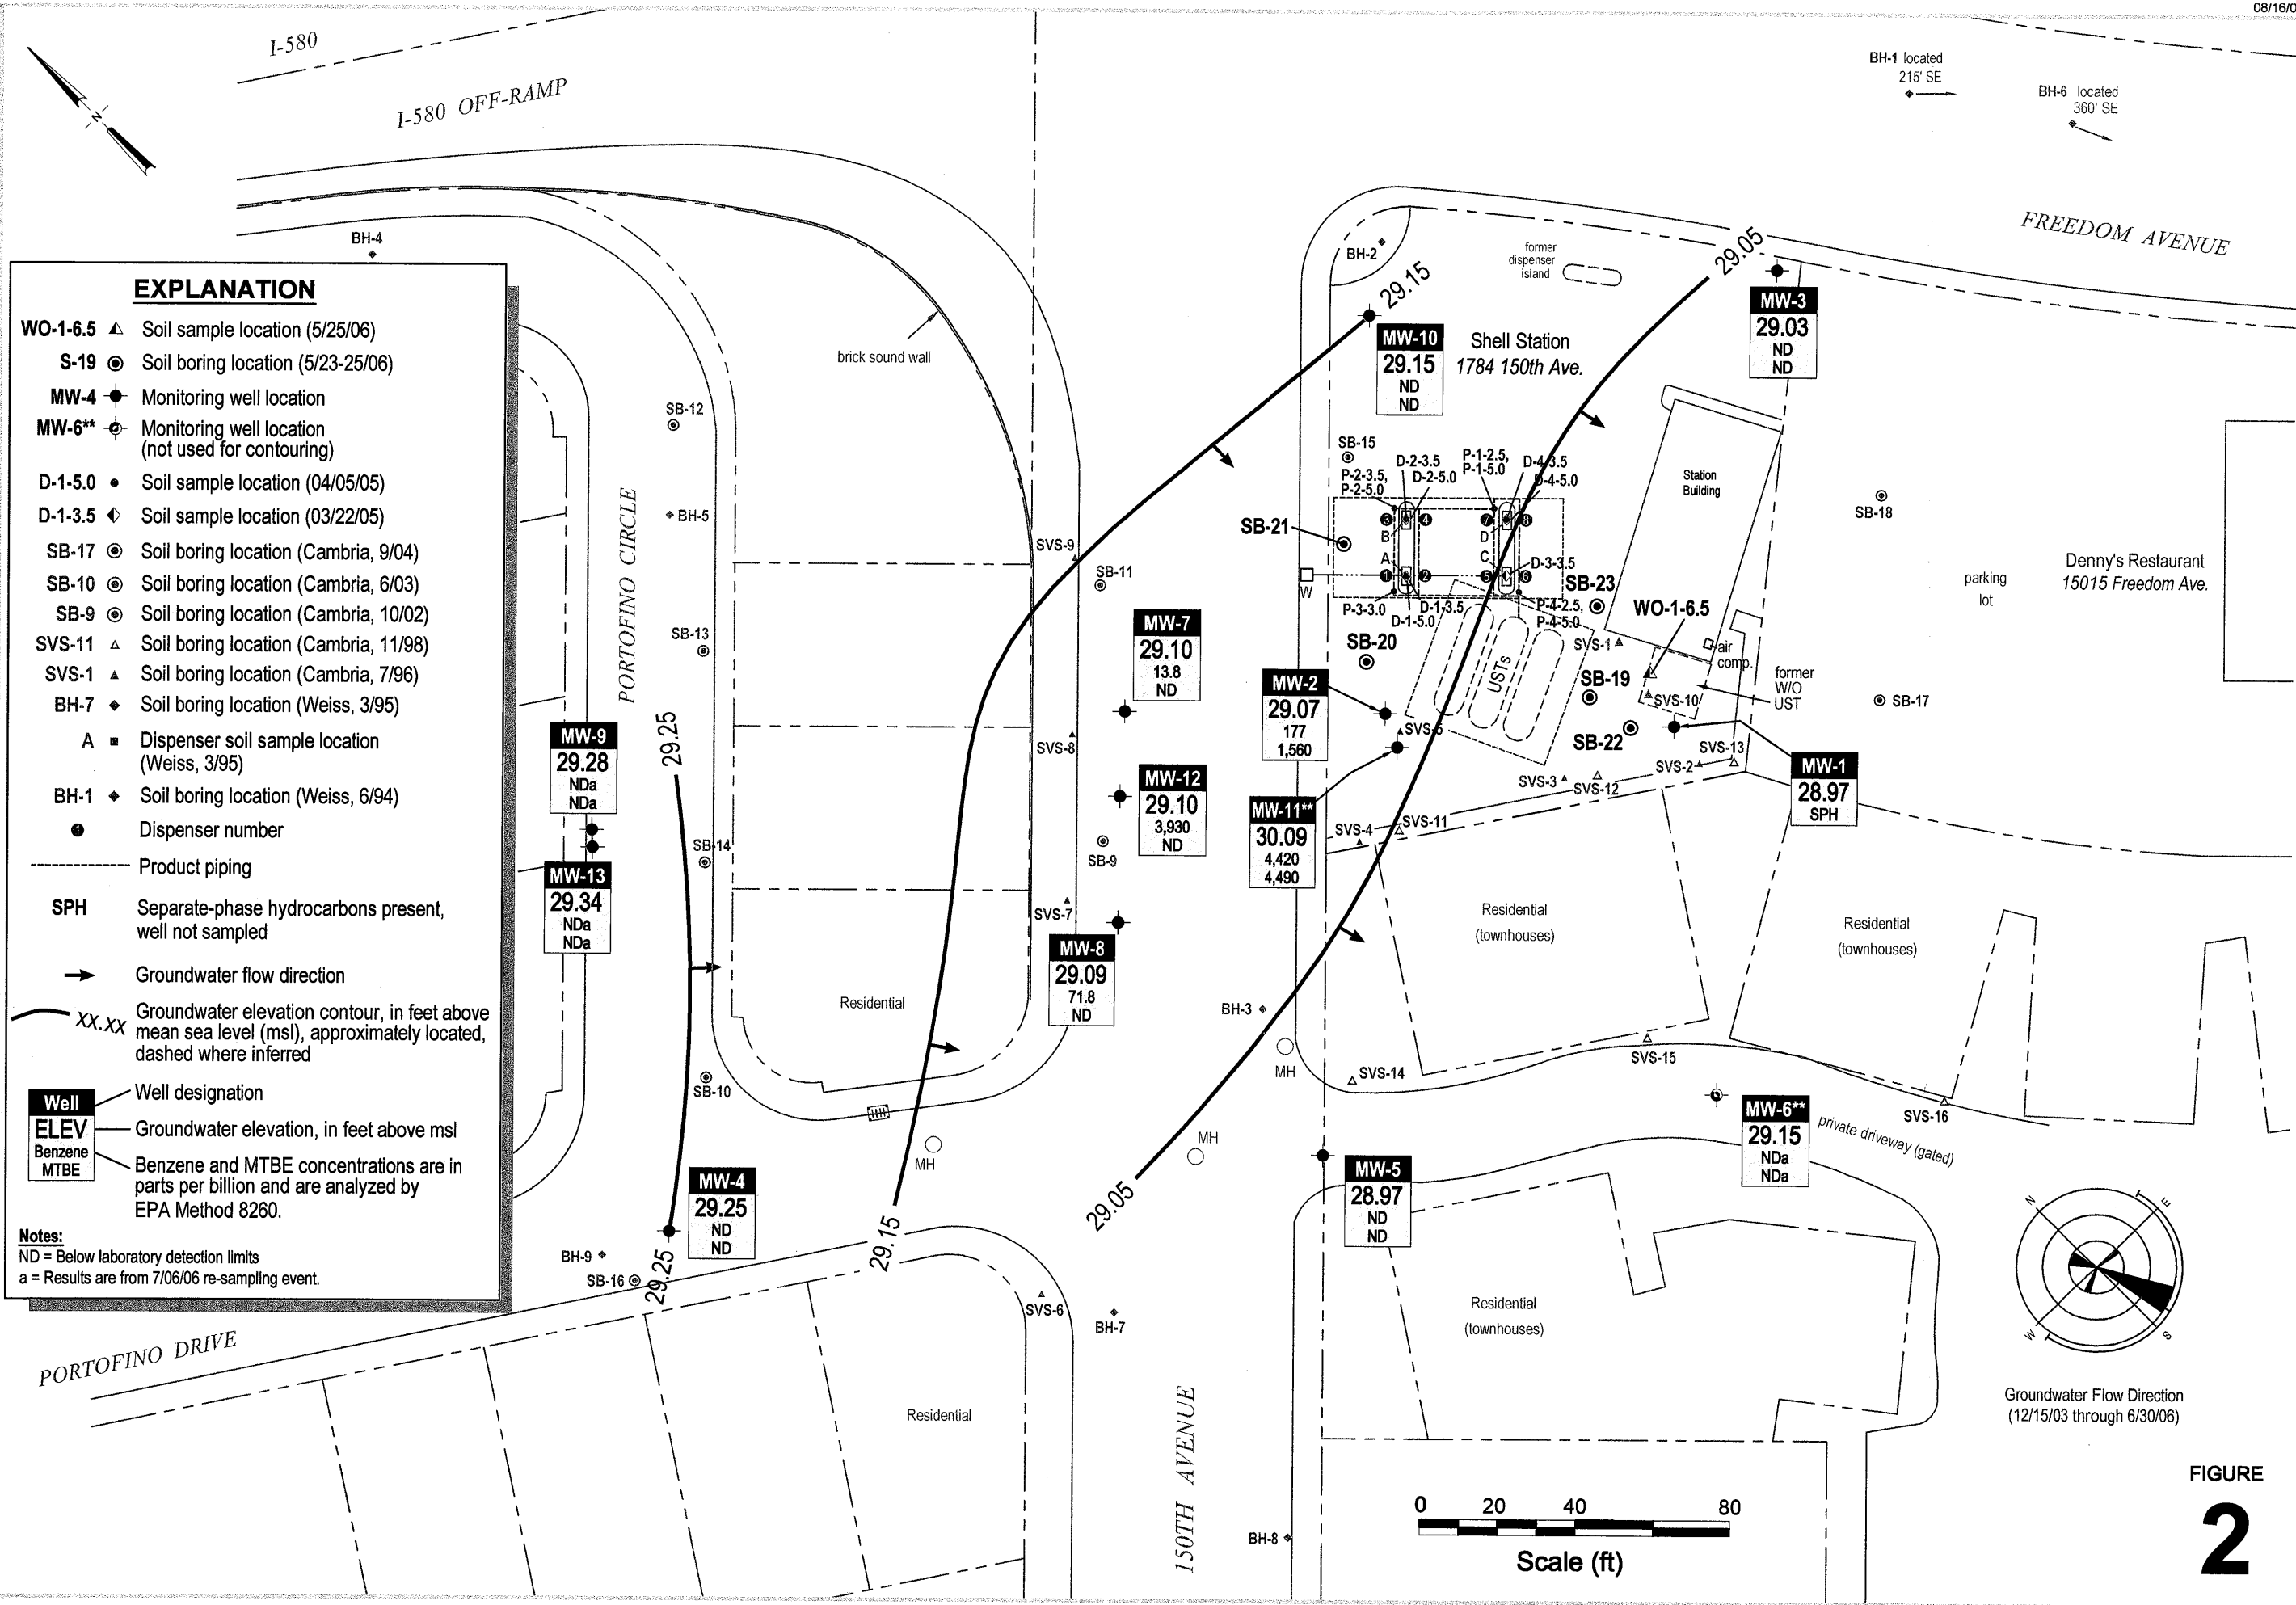 08/16/0
I-580
I-580 OFF-RAMP
N
BH-1 located
215' SE
BH-6 located
360' SE
FREEDOM AVENUE
BH-4
EXPLANATION
WO-1-6.5 Soil sample location (5/25/06)
S-19 Soil boring location (5/23-25/06)
MW-4 Monitoring well location
MW-6** Monitoring well location
(not used for contouring)
D-1-5.0 Soil sample location (04/05/05)
D-1-3.5 Soil sample location (03/22/05)
SB-17 Soil boring location (Cambria, 9/04)
SB-10 Soil boring location (Cambria, 6/03)
SB-9 Soil boring location (Cambria, 10/02)
SVS-11 Soil boring location (Cambria, 11/98)
SVS-1 Soil boring location (Cambria, 7/96)
BH-7 Soil boring location (Weiss, 3/95)
A Dispenser soil sample location
(Weiss, 3/95)
BH-1 Soil boring location (Weiss, 6/94)
1 Dispenser number
Product piping
SPH Separate-phase hydrocarbons present,
well not sampled
Groundwater flow direction
XX.XX Groundwater elevation contour, in feet above
mean sea level (msl), approximately located,
dashed where inferred
Well
ELEV
Benzene
MTBE
Well designation
Groundwater elevation, in feet above msl
Benzene and MTBE concentrations are in
parts per billion and are analyzed by
EPA Method 8260.
Notes:
ND = Below laboratory detection limits
a = Results are from 7/06/06 re-sampling event.
brick sound wall
SB-12
BH-5
PORTOFINO CIRCLE
SB-13
29.25
MW-9
29.28
NDa
NDa
MW-13
29.34
NDa
NDa
SB-14
SB-10
MW-4
29.25
ND
ND
BH-9
SB-16
29.25
PORTOFINO DRIVE
Residential
MH
29.15
Residential
SVS-6
BH-7
SVS-9
SB-11
MW-7
29.10
13.8
ND
SVS-8
MW-12
29.10
3,930
ND
SB-9
SVS-7
MW-8
29.09
71.8
ND
BH-3
MH
MH
29.05
150TH AVENUE
BH-8
BH-2
29.15
former
dispenser
island
29.05
MW-10
29.15
ND
ND
Shell Station
1784 150th Ave.
MW-3
29.03
ND
ND
SB-15
P-2-3.5,
P-2-5.0
D-2-3.5
D-2-5.0
P-1-2.5,
P-1-5.0
D-4-3.5
D-4-5.0
Station
Building
SB-18
SB-21
3
4
7
8
B
D
A
C
1
2
5
6
W
D-3-3.5
P-3-3.0
D-1-3.5
D-1-5.0
P-4-2.5,
P-4-5.0
SB-23
WO-1-6.5
parking
lot
Denny's Restaurant
15015 Freedom Ave.
SB-20
USTs
SVS-1
air
comp.
former
W/O
UST
SB-19
SVS-10
SB-17
MW-2
29.07
177
1,560
SVS-5
SB-22
SVS-13
SVS-2
SVS-3
SVS-12
MW-1
28.97
SPH
MW-11**
30.09
4,420
4,490
SVS-4
SVS-11
Residential
(townhouses)
Residential
(townhouses)
SVS-14
SVS-15
SVS-16
MW-6**
29.15
NDa
NDa
private driveway (gated)
MW-5
28.97
ND
ND
Residential
(townhouses)
N
E
W
S
Groundwater Flow Direction
(12/15/03 through 6/30/06)
0 20 40 80
Scale (ft)
FIGURE
2